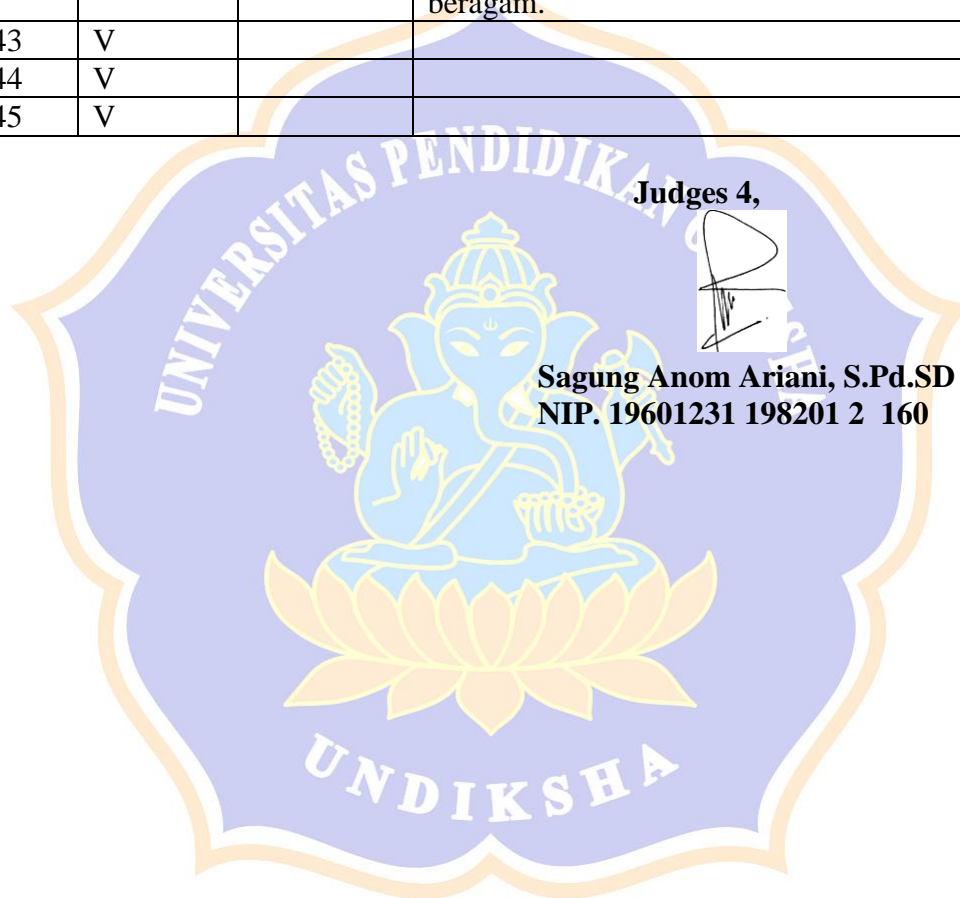 beragam.
43 V
44 V
45 V
UNIVERSITAS PENDIDIKAN
Judges 4,
Sagung Anom Ariani, S.Pd.SD
NIP. 19601231 198201 2 160
UNDIKSHA